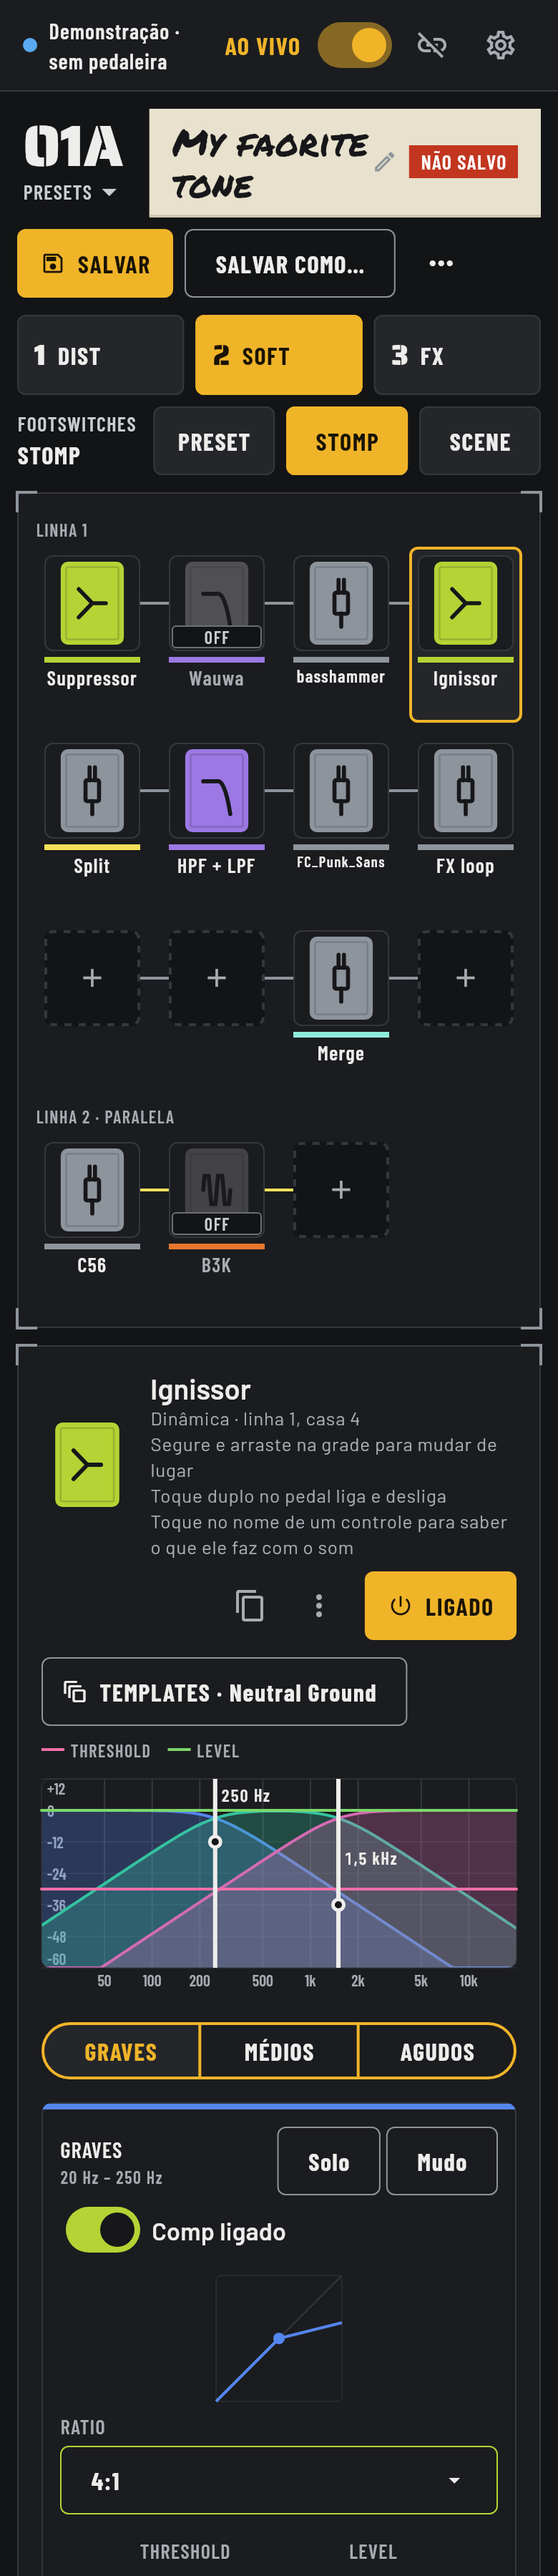 Demonstração ·
sem pedaleira
AO VIVO
01A
PRESETS
My faorite
tone
NÃO SALVO
SALVAR
SALVAR COMO...
1 DIST
2 SOFT
3 FX
FOOTSWITCHES
STOMP
PRESET
STOMP
SCENE
LINHA 1
OFF
Suppressor
Wauwa
basshammer
Ignissor
Split
HPF + LPF
FC_Punk_Sans
FX loop
Merge
LINHA 2 · PARALELA
OFF
C56
B3K
Ignissor
Dinâmica · linha 1, casa 4
Segure e arraste na grade para mudar de
lugar
Toque duplo no pedal liga e desliga
Toque no nome de um controle para saber
o que ele faz com o som
LIGADO
TEMPLATES · Neutral Ground
THRESHOLD
LEVEL
+12
0
-12
-24
-36
-48
-60
250 Hz
1,5 kHz
50 100 200 500 1k 2k 5k 10k
GRAVES
MÉDIOS
AGUDOS
GRAVES
20 Hz – 250 Hz
Solo
Mudo
Comp ligado
RATIO
4:1
THRESHOLD
LEVEL